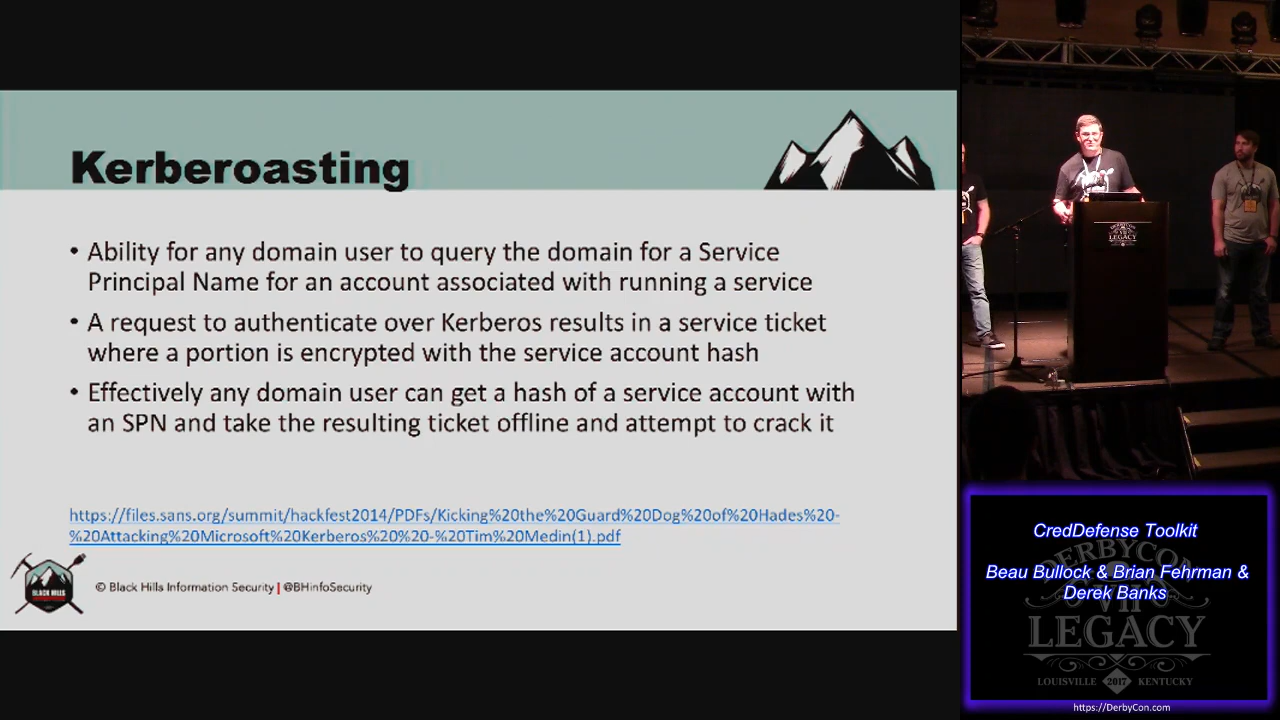 Kerberoasting
• Ability for any domain user to query the domain for a Service
Principal Name for an account associated with running a service
• A request to authenticate over Kerberos results in a service ticket
where a portion is encrypted with the service account hash
• Effectively any domain user can get a hash of a service account with
an SPN and take the resulting ticket offline and attempt to crack it
https://files.sans.org/summit/hackfest2014/PDFs/Kicking%20the%20Guard%20Dog%20of%20Hades%20-
%20Attacking%20Microsoft%20Kerberos%20%20-%20Tim%20Medin(1).pdf
BLACK HILLS
© Black Hills Information Security | @BHInfoSecurity
LEGACY
CredDefense Toolkit
Beau Bullock & Brian Fehrman &
Derek Banks
DERBYCON
VII
LEGACY
LOUISVILLE 2017 KENTUCKY
https://DerbyCon.com